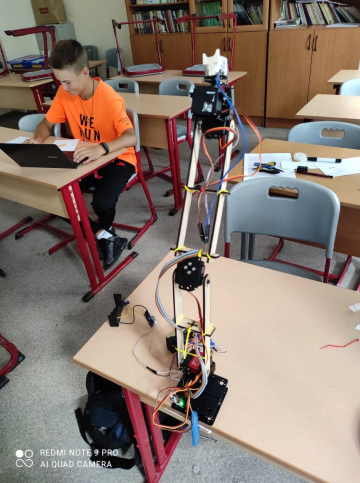 WE
RUN
REDMI NOTE 9 PRO
AI QUAD CAMERA